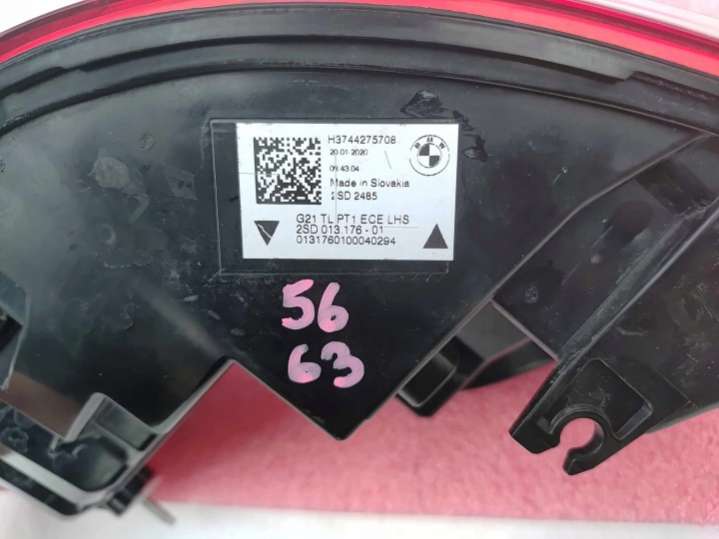 H3744275708
20.01.2020
09:43:04
Made in Slovakia
2SD 2485
BMW
G21 TL PT1 ECE LHS
2SD 013.176 - 01
0131760100040294
56
63